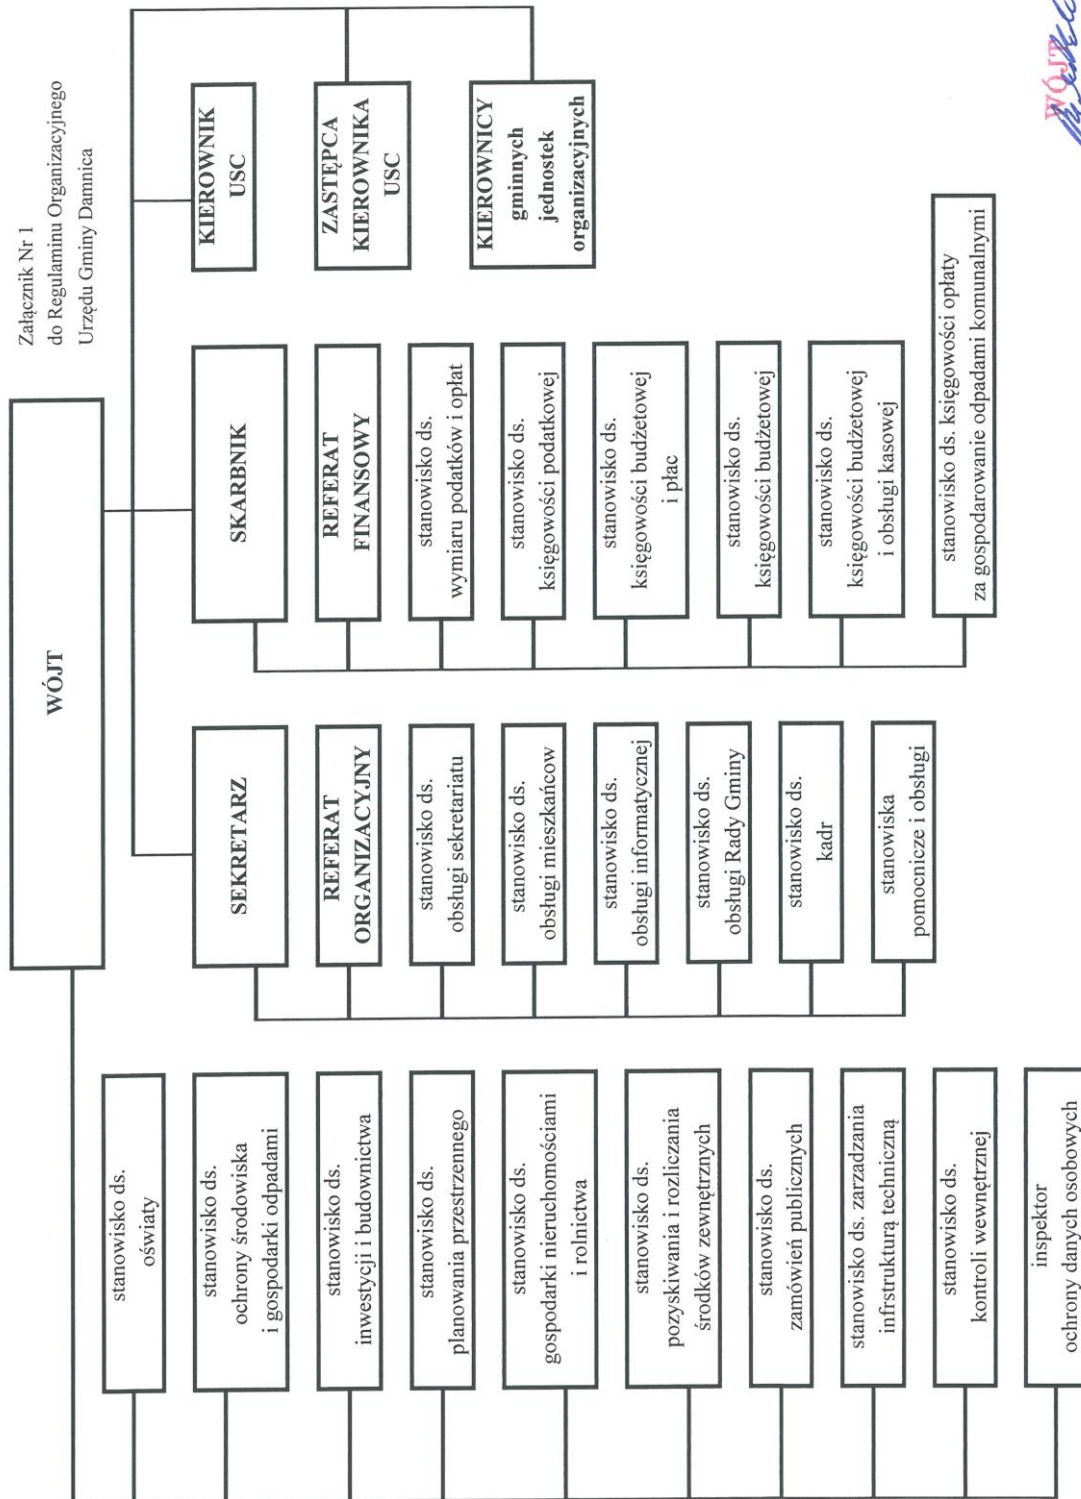 Załącznik Nr 1
do Regulaminu Organizacyjnego
Urzędu Gminy Damnica
WÓJT
stanowisko ds.
oświaty
stanowisko ds.
ochrony środowiska
i gospodarki odpadami
stanowisko ds.
inwestycji i budownictwa
stanowisko ds.
planowania przestrzennego
stanowisko ds.
gospodarki nieruchomościami
i rolnictwa
stanowisko ds.
pozyskiwania i rozliczania
środków zewnętrznych
stanowisko ds.
zamówień publicznych
stanowisko ds. zarzadzania
infrstrukturą techniczną
stanowisko ds.
kontroli wewnętrznej
inspektor
ochrony danych osobowych
SEKRETARZ
REFERAT
ORGANIZACYJNY
stanowisko ds.
obsługi sekretariatu
stanowisko ds.
obsługi mieszkańcow
stanowisko ds.
obsługi informatycznej
stanowisko ds.
obsługi Rady Gminy
stanowisko ds.
kadr
stanowiska
pomocnicze i obsługi
SKARBNIK
REFERAT
FINANSOWY
stanowisko ds.
wymiaru podatków i opłat
stanowisko ds.
księgowości podatkowej
stanowisko ds.
księgowości budżetowej
i płac
stanowisko ds.
księgowości budżetowej
stanowisko ds.
księgowości budżetowej
i obsługi kasowej
stanowisko ds. księgowości opłaty
za gospodarowanie odpadami komunalnymi
KIEROWNIK
USC
ZASTĘPCA
KIEROWNIKA
USC
KIEROWNICY
gminnych
jednostek
organizacyjnych
WÓJT